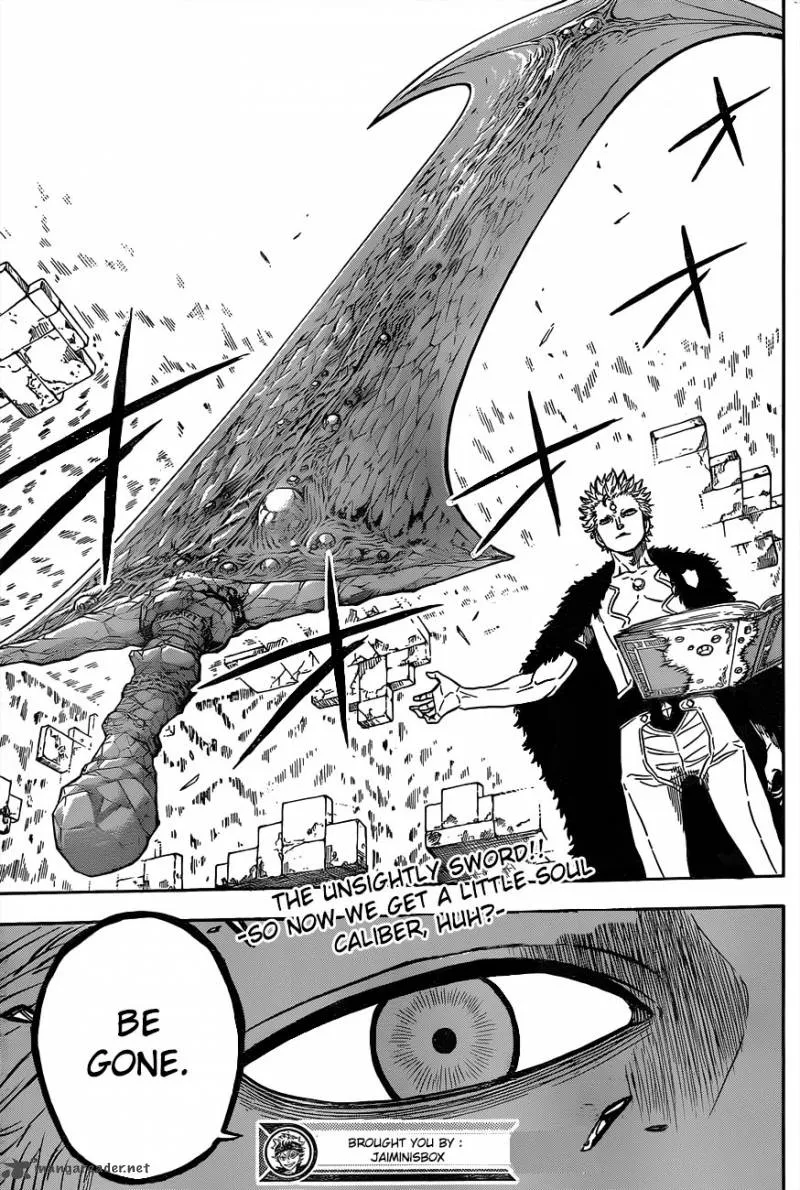 THE UNSIGHTLY SWORD!!
-SO NOW WE GET A LITTLE SOUL
CALIBER, HUH?-
BE
GONE.
BROUGHT YOU BY :
JAIMINISBOX
mangareader.net